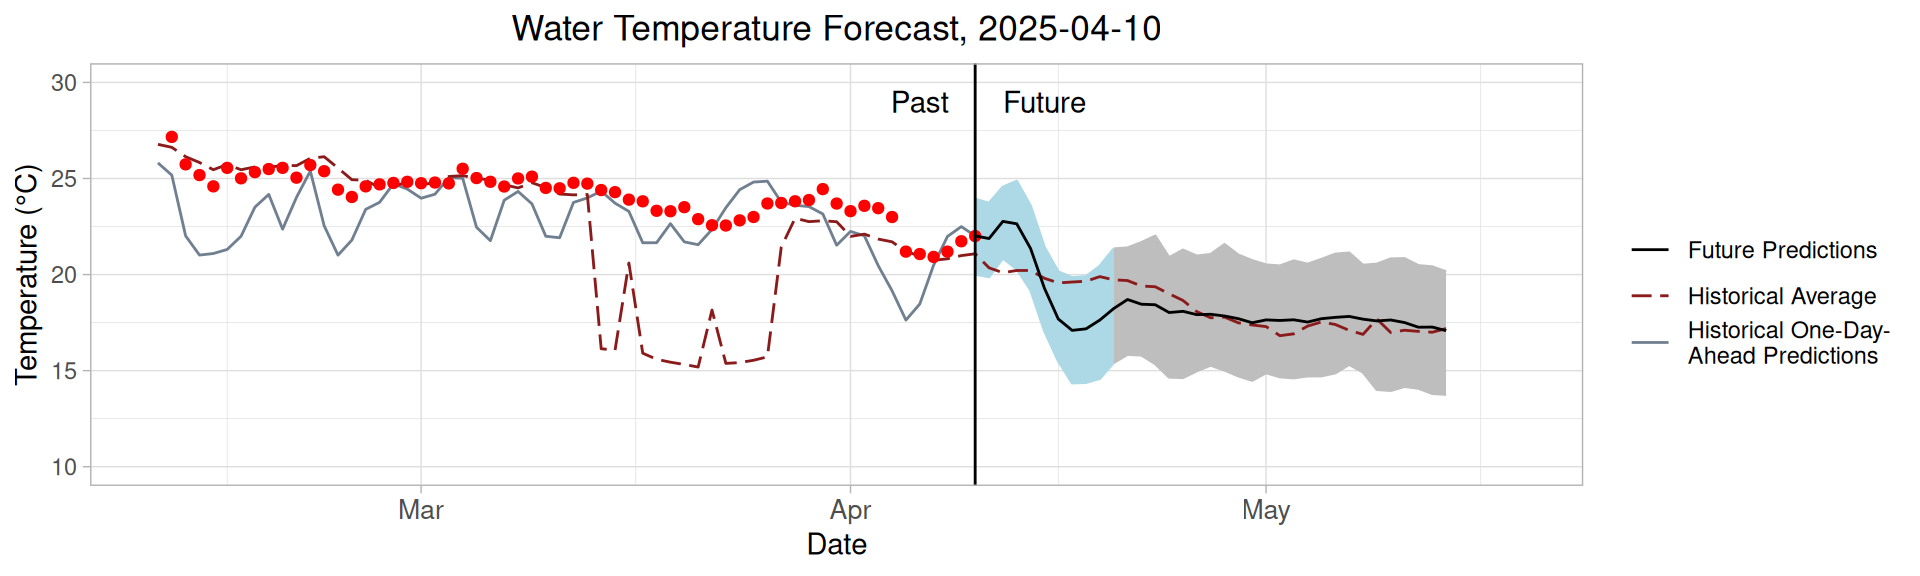 Water Temperature Forecast, 2025-04-10
30
25
20
15
10
Temperature (°C)
Past
Future
Mar
Apr
May
Date
Future Predictions
Historical Average
Historical One-Day-
Ahead Predictions